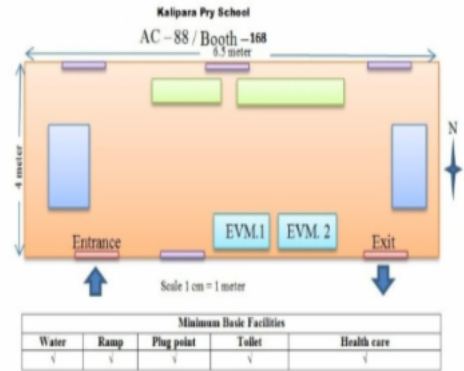 Kalipara Pry School
AC – 88 / Booth –168
6.5 meter
4 meter
N
EVM.1
EVM. 2
Entrance
Exit
Scale 1 cm = 1 meter
Minimum Basic Facilities
Water Ramp Plug point Toilet Health care
√ √ √ √ √